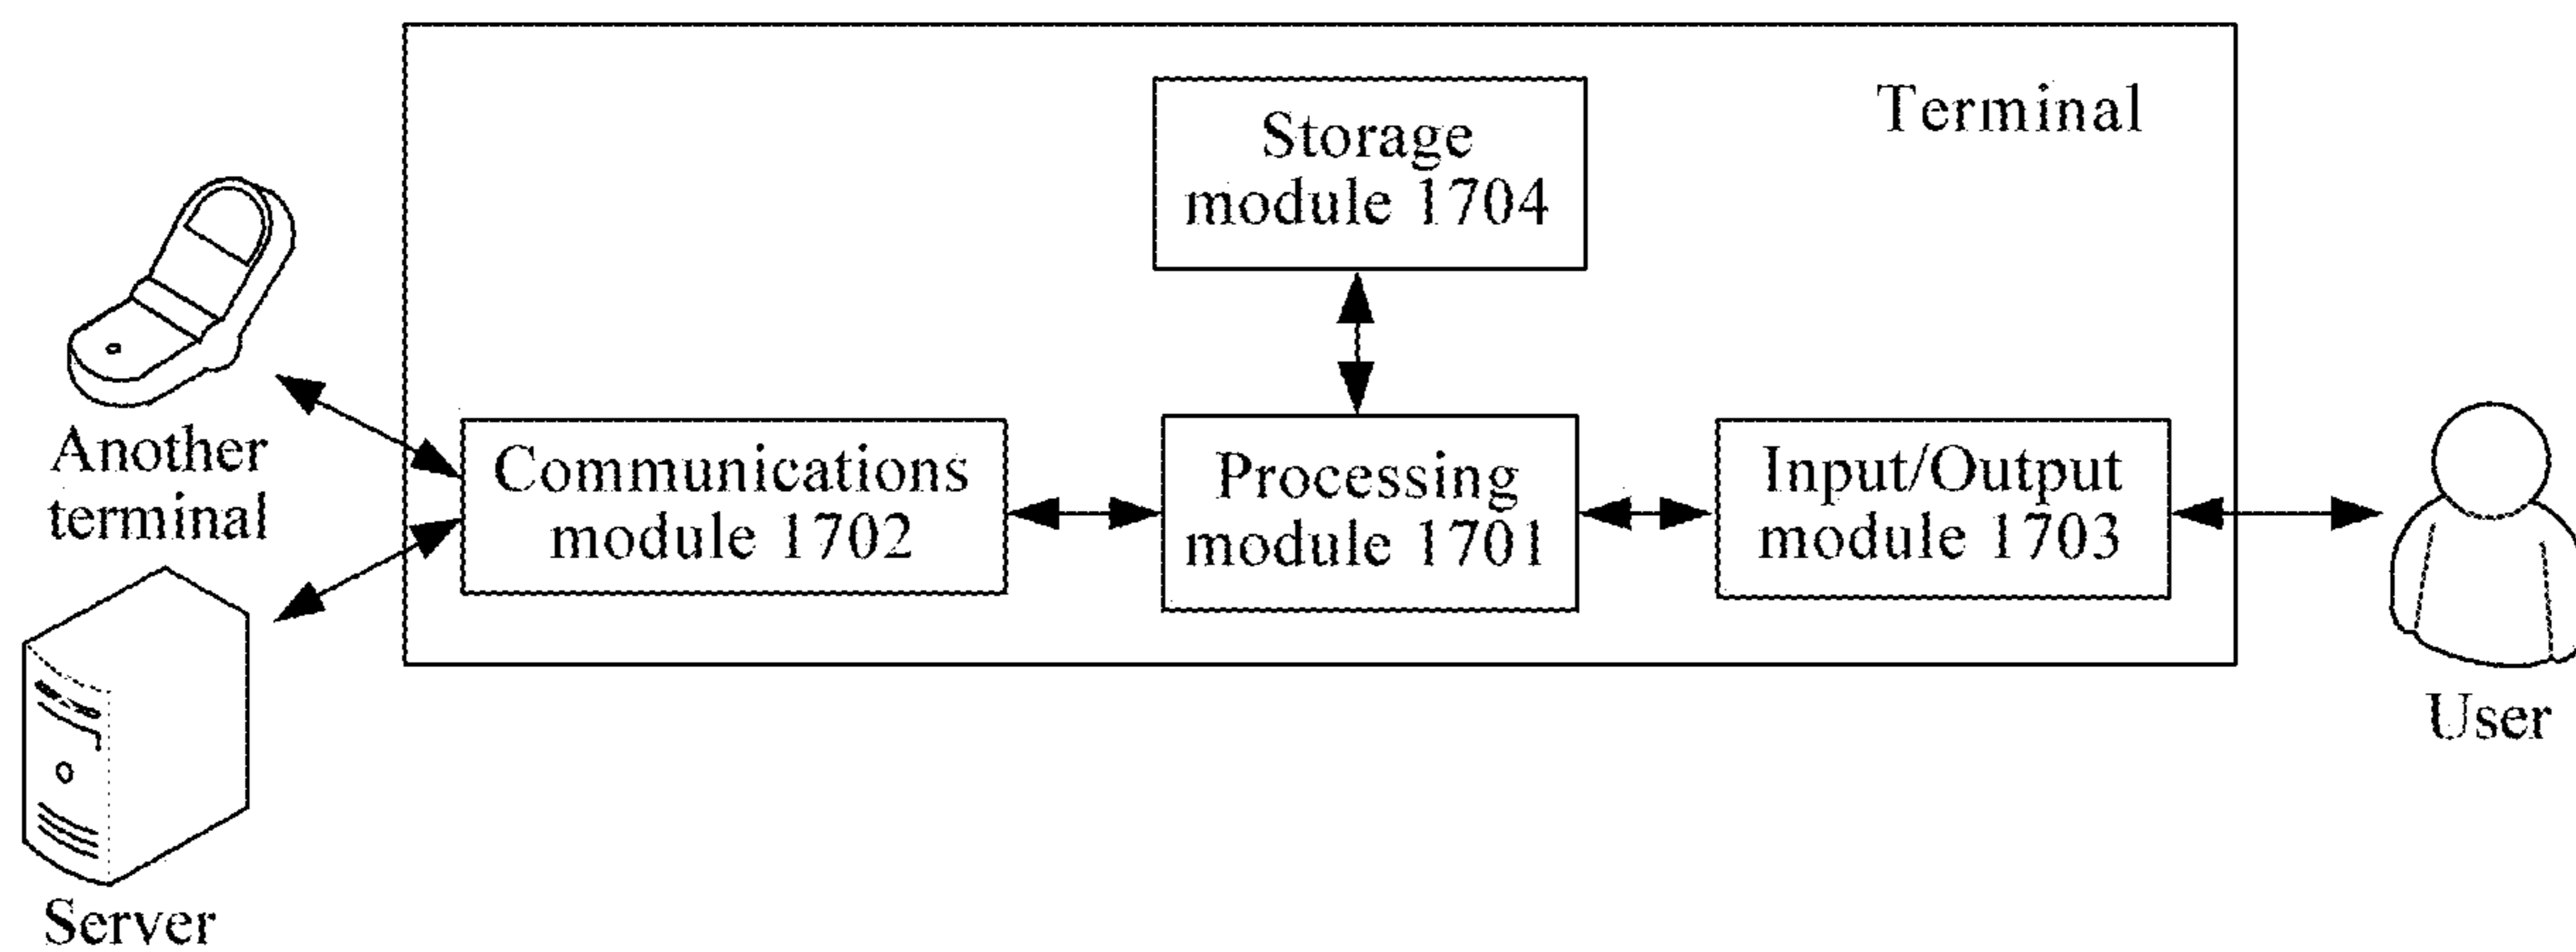 Terminal
Storage
module 1704
Another
terminal
Communications
module 1702
Processing
module 1701
Input/Output
module 1703
User
Server